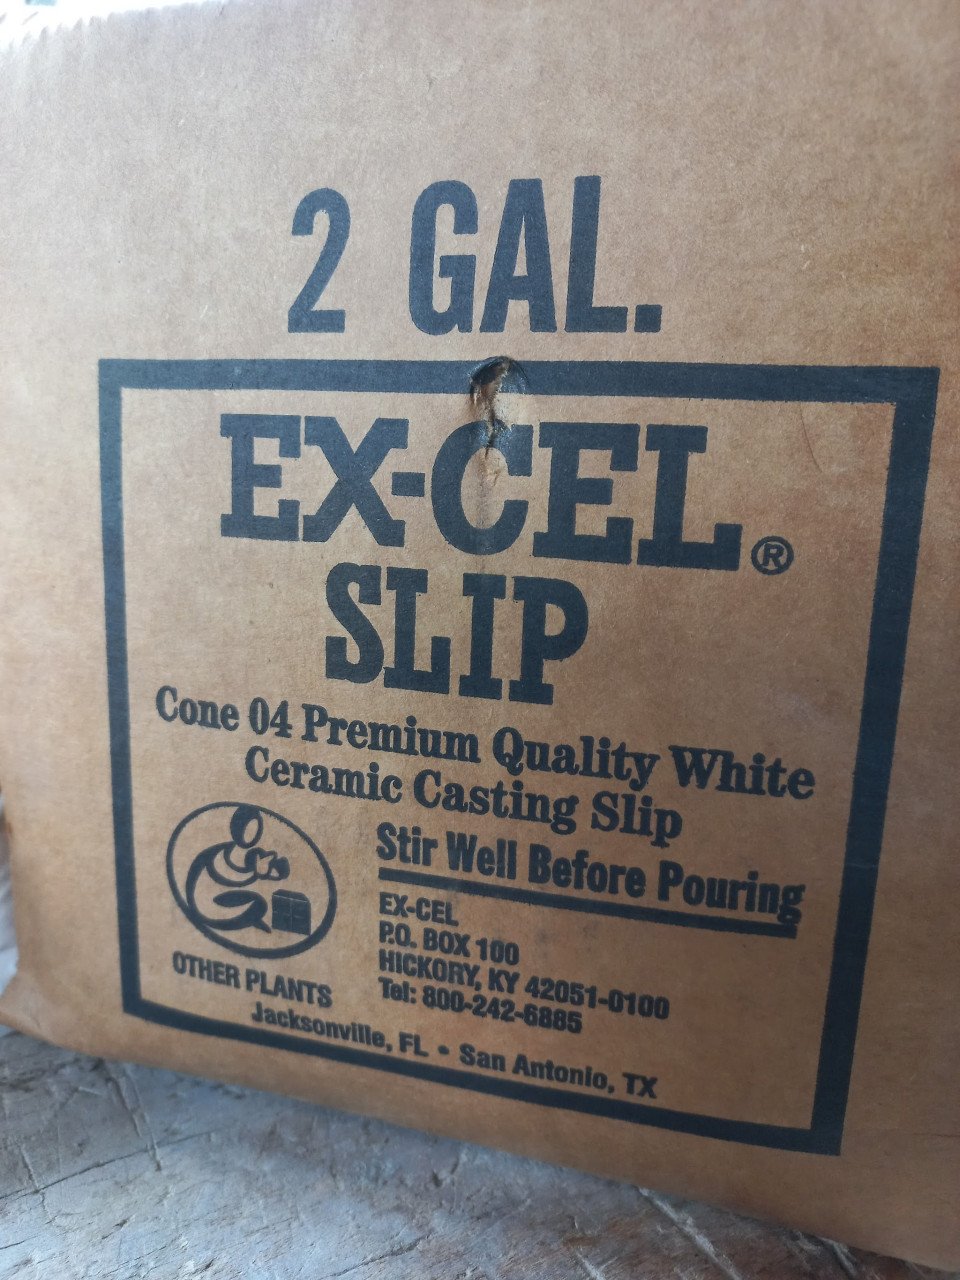 2 GAL.
EX-CEL®
SLIP
Cone 04 Premium Quality White
Ceramic Casting Slip
Stir Well Before Pouring
EX-CEL
P.O. BOX 100
HICKORY, KY 42051-0100
Tel: 800-242-6885
OTHER PLANTS
Jacksonville, FL • San Antonio, TX